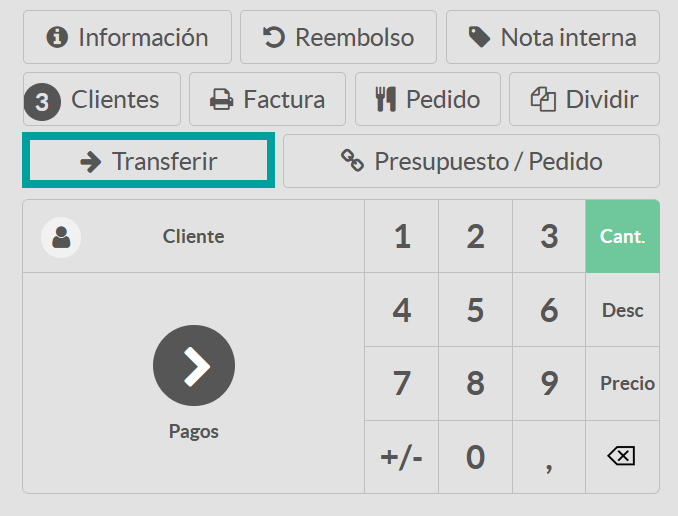 Información Reembolso Nota interna
3 Clientes Factura Pedido Dividir
Transferir Presupuesto / Pedido
Cliente 1 2 3 Cant.
4 5 6 Desc
7 8 9 Precio
Pagos
+/- 0 ,